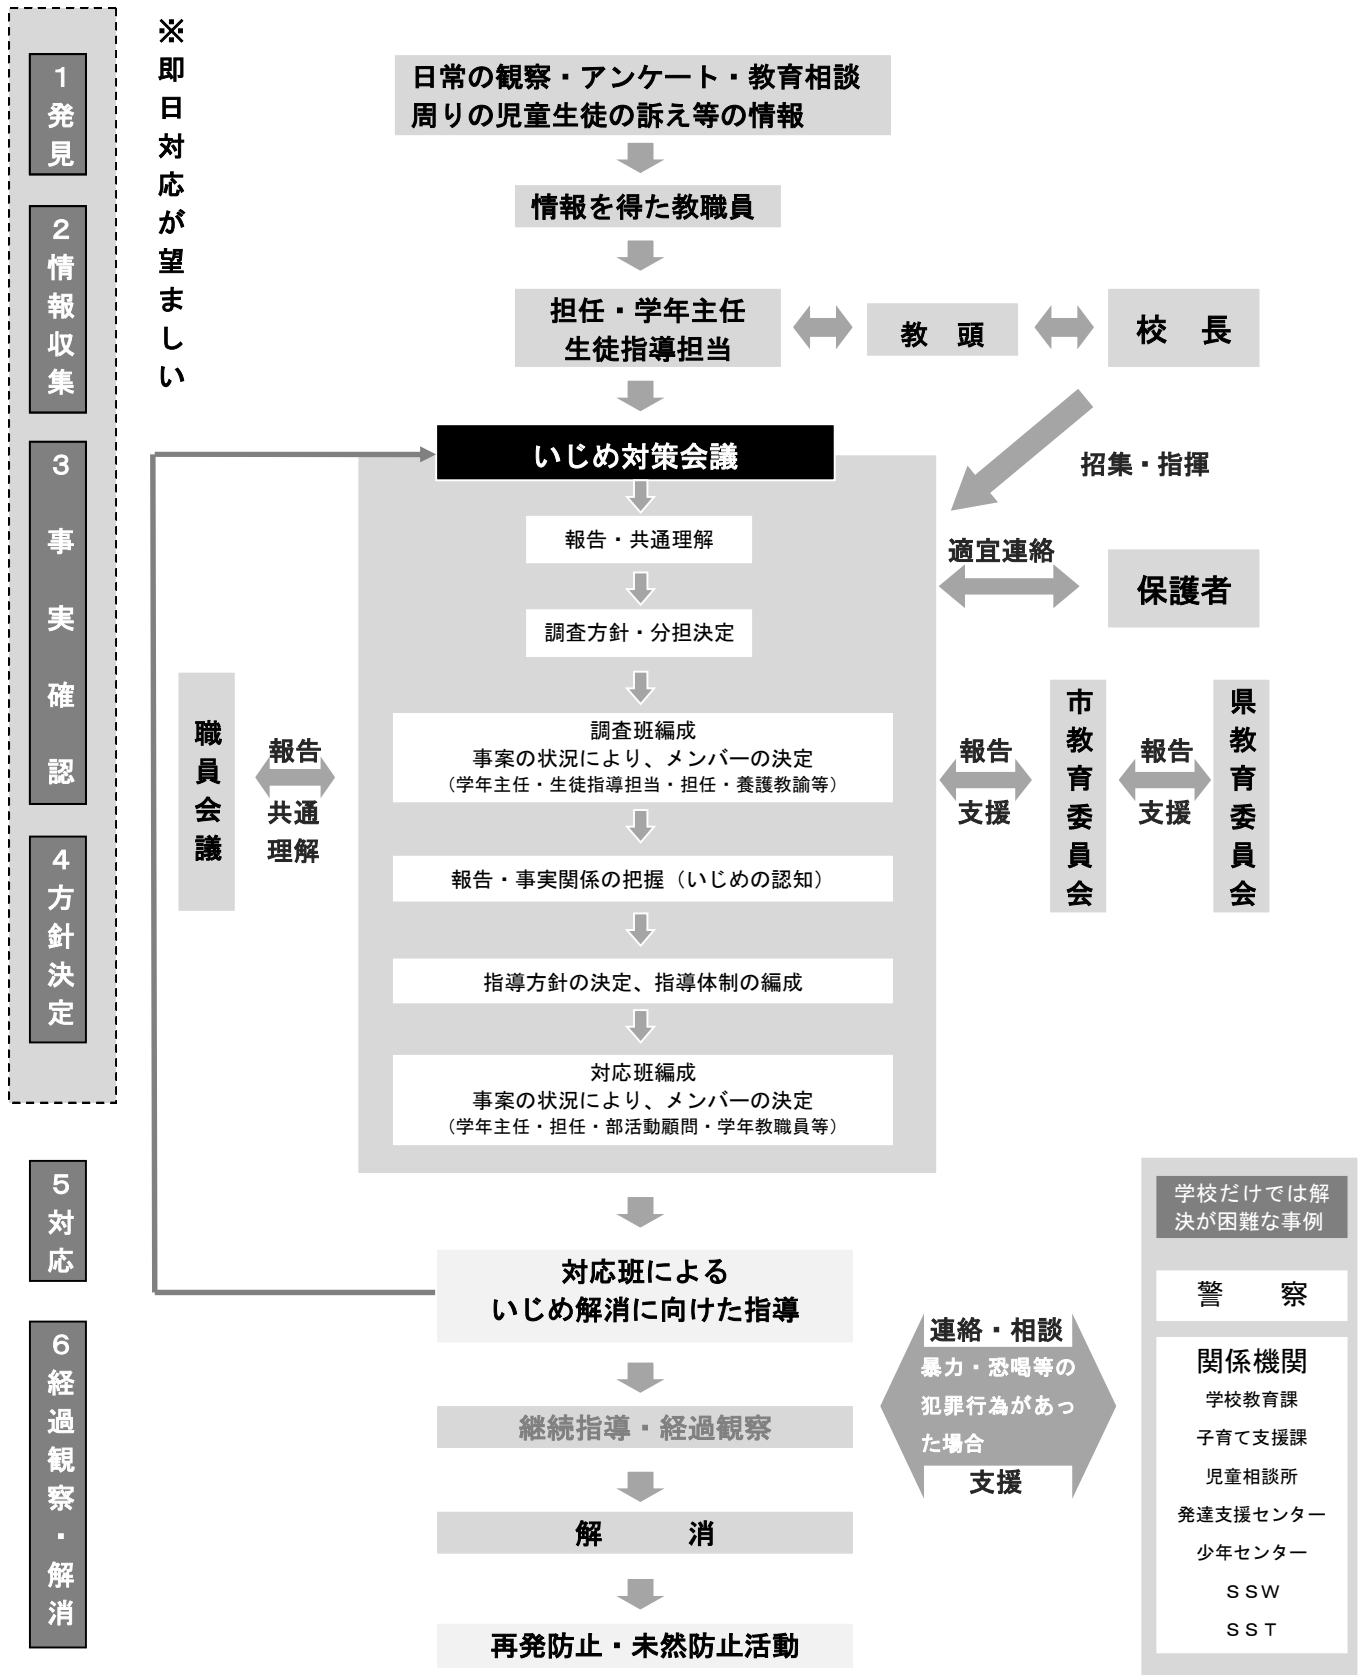 １発見
２情報収集
３事実確認
４方針決定
５対応
６経過観察・解消
※即日対応が望ましい
日常の観察・アンケート・教育相談
周りの児童生徒の訴え等の情報
情報を得た教職員
担任・学年主任
生徒指導担当
教　頭
校　長
招集・指揮
いじめ対策会議
報告・共通理解
調査方針・分担決定
調査班編成
事案の状況により、メンバーの決定
（学年主任・生徒指導担当・担任・養護教諭等）
報告・事実関係の把握（いじめの認知）
指導方針の決定、指導体制の編成
対応班編成
事案の状況により、メンバーの決定
（学年主任・担任・部活動顧問・学年教職員等）
職員会議
報告
共通
理解
適宜連絡
保護者
報告
支援
市教育委員会
報告
支援
県教育委員会
対応班による
いじめ解消に向けた指導
継続指導・経過観察
解　　　消
再発防止・未然防止活動
連絡・相談
暴力・恐喝等の
犯罪行為があっ
た場合
支援
学校だけでは解
決が困難な事例
警　　察
関係機関
学校教育課
子育て支援課
児童相談所
発達支援センター
少年センター
ＳＳＷ
ＳＳＴ